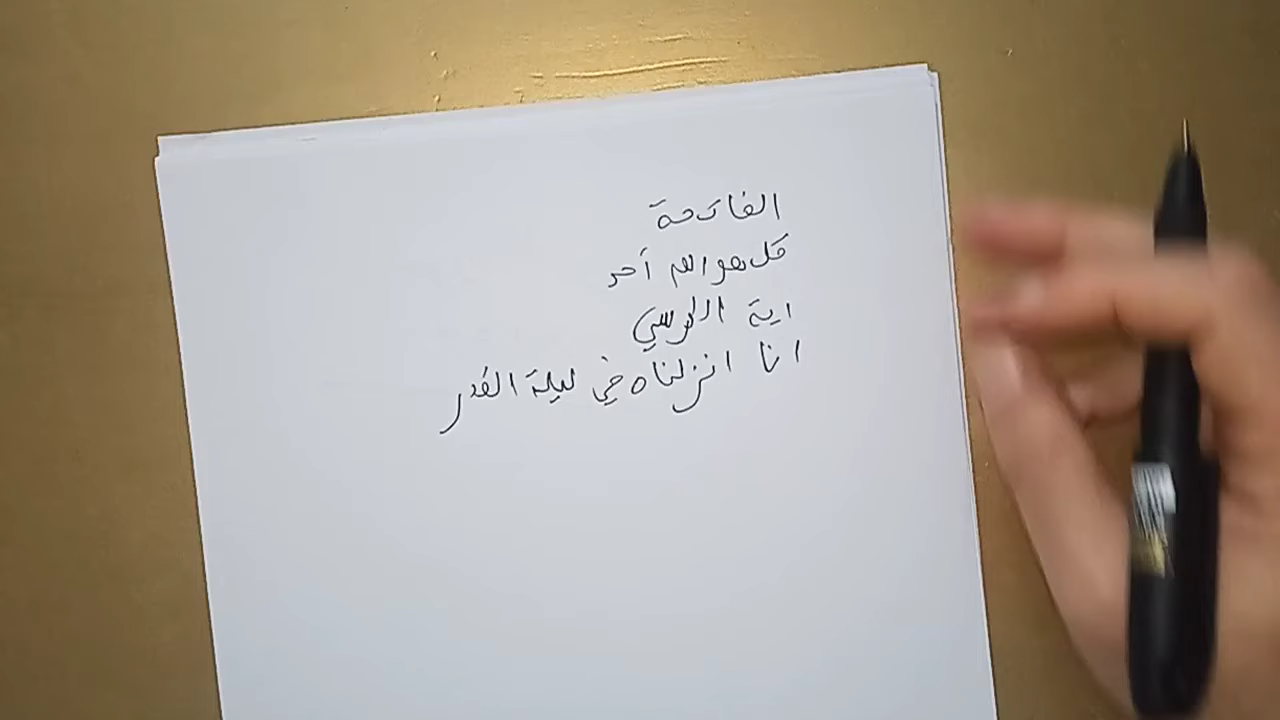 الفاتحة
قل هو الله أحد
اية الكرسي
انا انزلناه في ليلة القدر